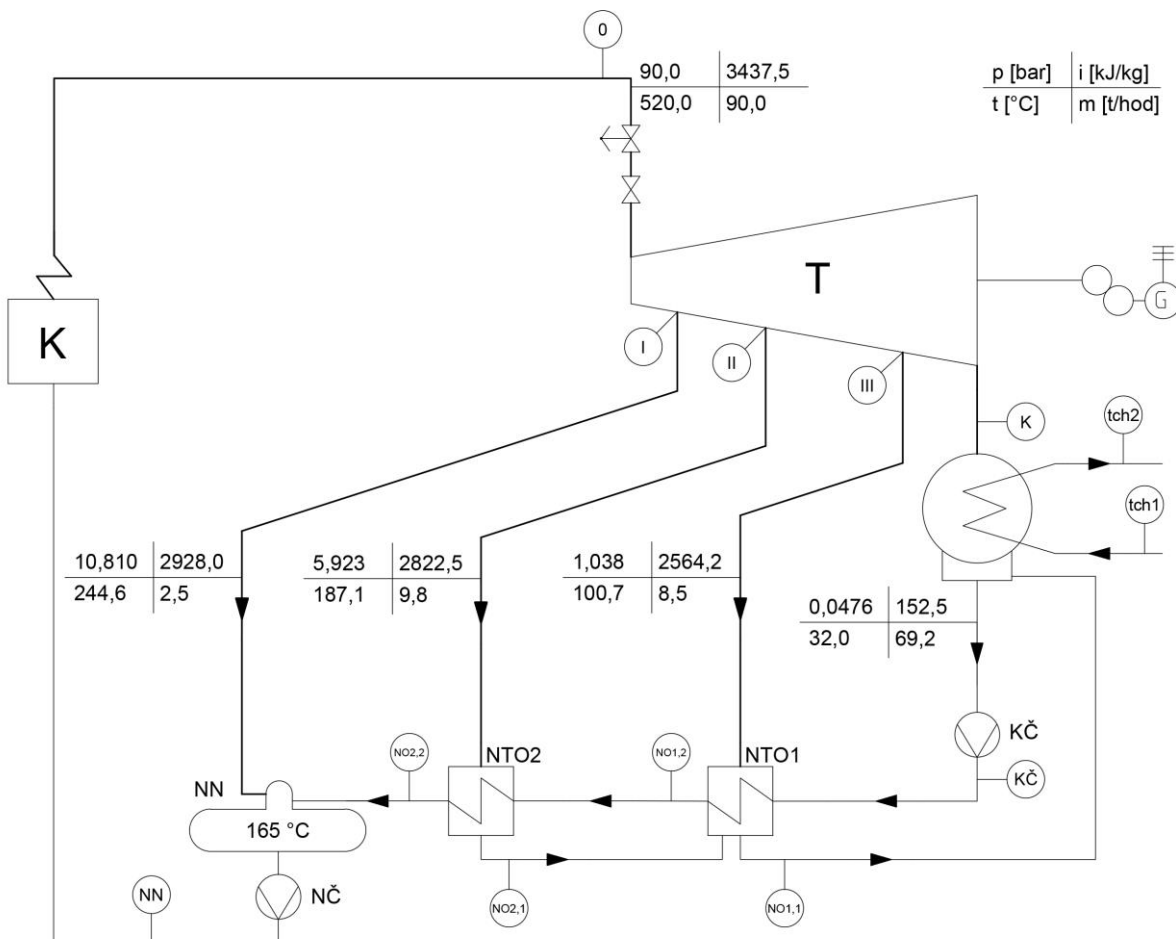 0
90,0 3437,5
520,0 90,0
p [bar] i [kJ/kg]
t [°C] m [t/hod]
T
G
K
I
II
III
K
tch2
tch1
10,810 2928,0
244,6 2,5
5,923 2822,5
187,1 9,8
1,038 2564,2
100,7 8,5
0,0476 152,5
32,0 69,2
KČ
KČ
NO2,2
NTO2
NO1,2
NTO1
NN
165 °C
NO2,1
NO1,1
NN
NČ